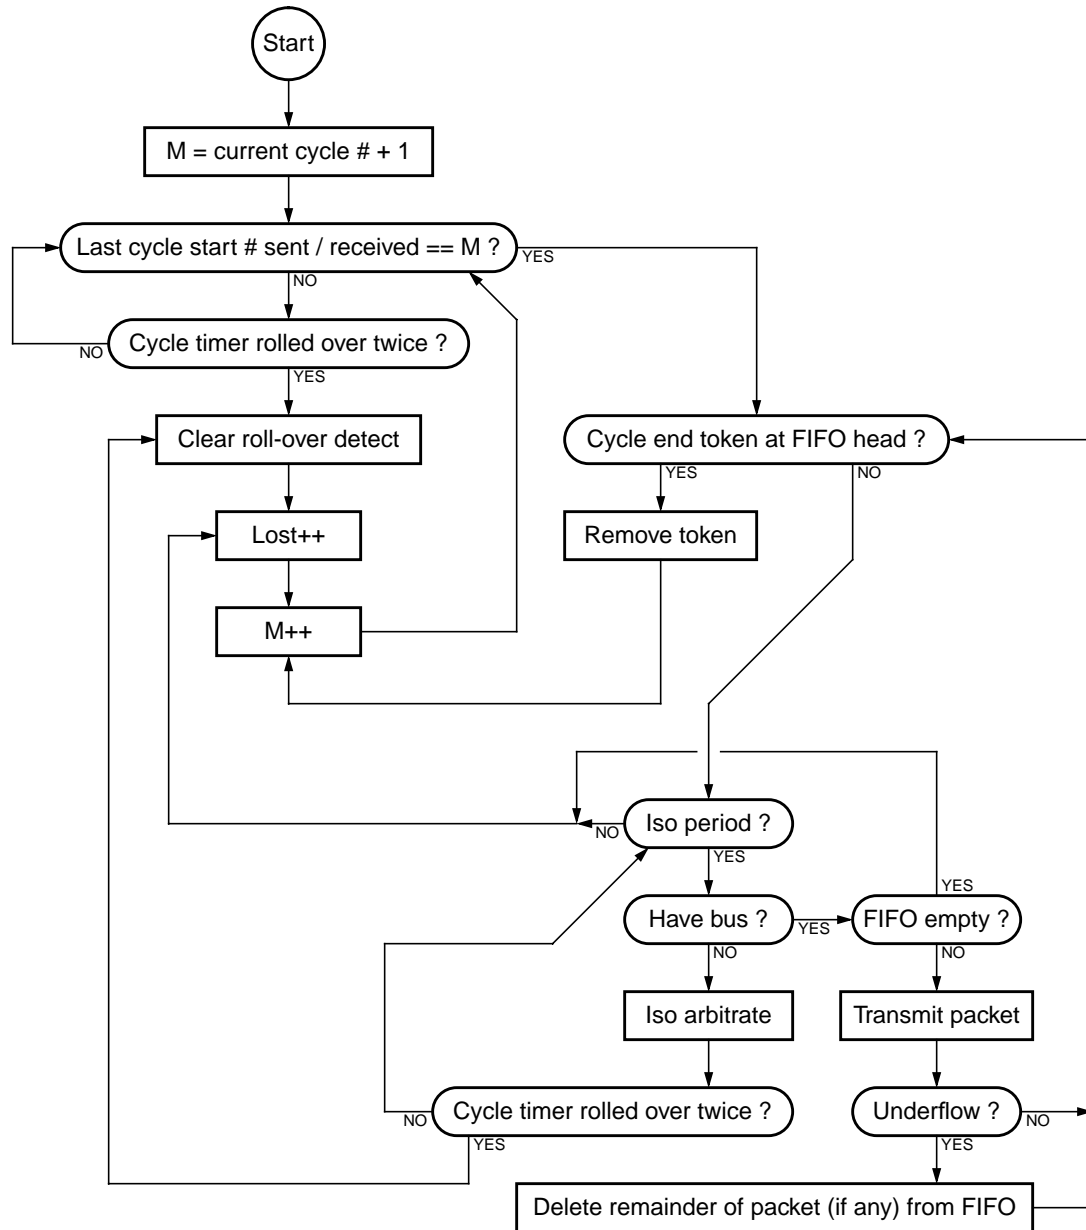 Start
M = current cycle # + 1
Last cycle start # sent / received == M ?
YES
NO
Cycle timer rolled over twice ?
NO
YES
Clear roll-over detect
Cycle end token at FIFO head ?
YES
NO
Lost++
Remove token
M++
Iso period ?
NO
YES
Have bus ?
YES
NO
FIFO empty ?
YES
NO
Iso arbitrate
Transmit packet
Cycle timer rolled over twice ?
NO
YES
Underflow ?
NO
YES
Delete remainder of packet (if any) from FIFO